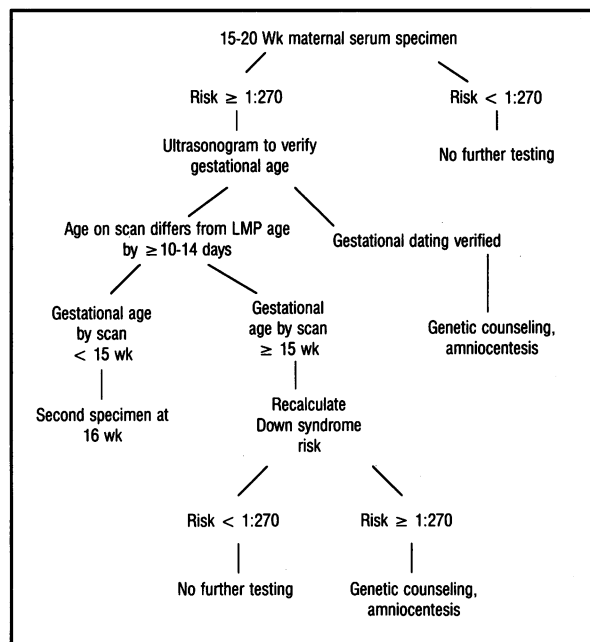 15-20 Wk maternal serum specimen
Risk ≥ 1:270
Risk < 1:270
Ultrasonogram to verify
gestational age
No further testing
Age on scan differs from LMP age
by ≥10-14 days
Gestational dating verified
Gestational age
by scan
< 15 wk
Gestational
age by scan
≥ 15 wk
Genetic counseling,
amniocentesis
Second specimen at
16 wk
Recalculate
Down syndrome
risk
Risk < 1:270
Risk ≥ 1:270
No further testing
Genetic counseling,
amniocentesis